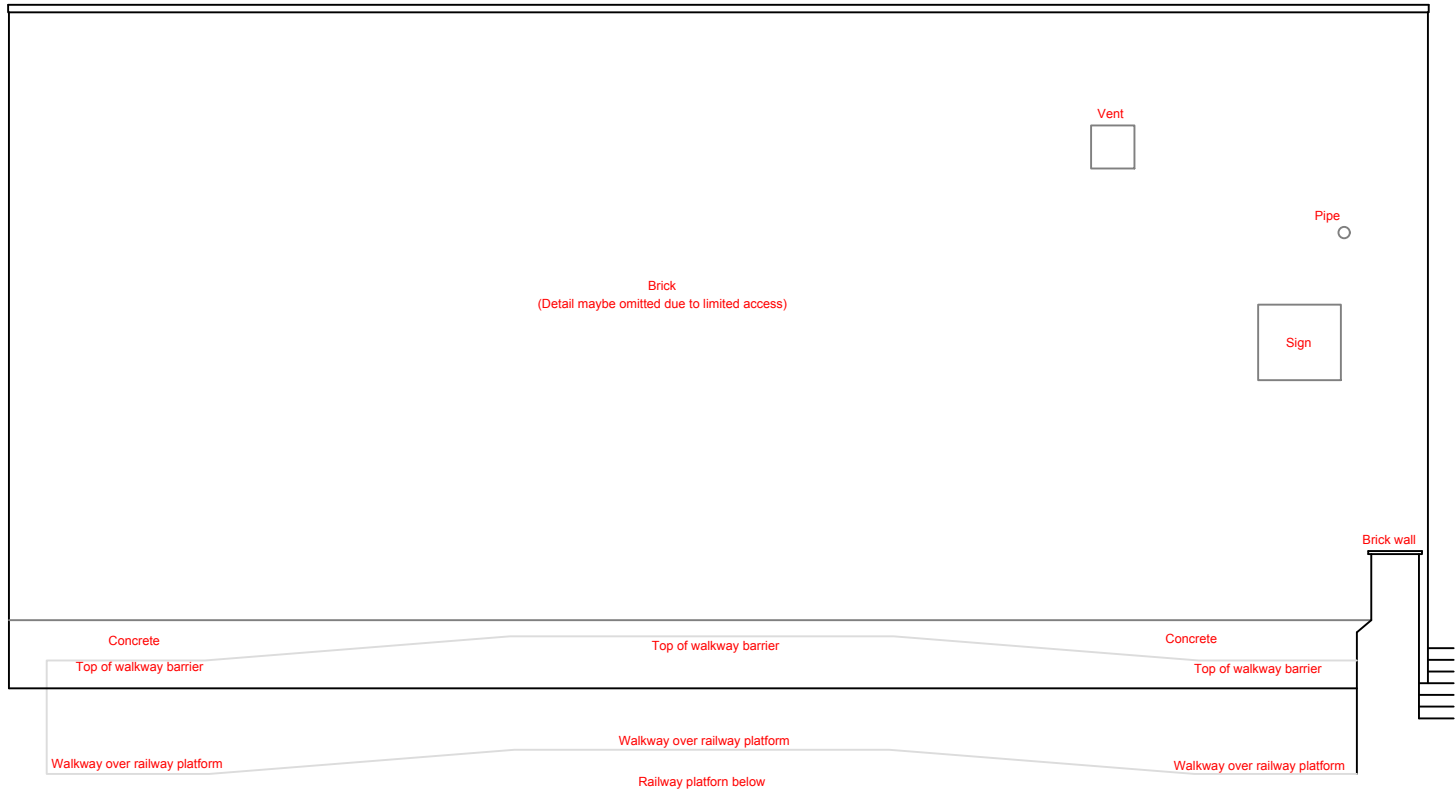 Vent
Pipe
Brick
(Detail maybe omitted due to limited access)
Sign
Brick wall
Concrete
Top of walkway barrier
Top of walkway barrier
Concrete
Top of walkway barrier
Walkway over railway platform
Walkway over railway platform
Walkway over railway platform
Railway platforn below